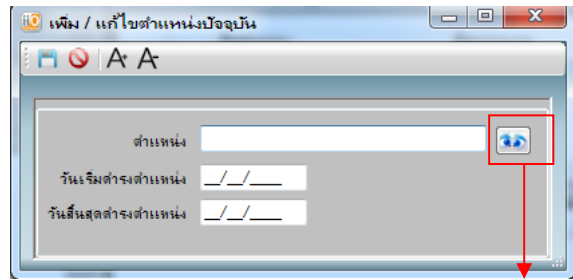 เพิ่ม / แก้ไขตำแหน่งปัจจุบัน
A+ A-
ตำแหน่ง
วันเริ่มดำรงตำแหน่ง __/__/____
วันสิ้นสุดดำรงตำแหน่ง __/__/____